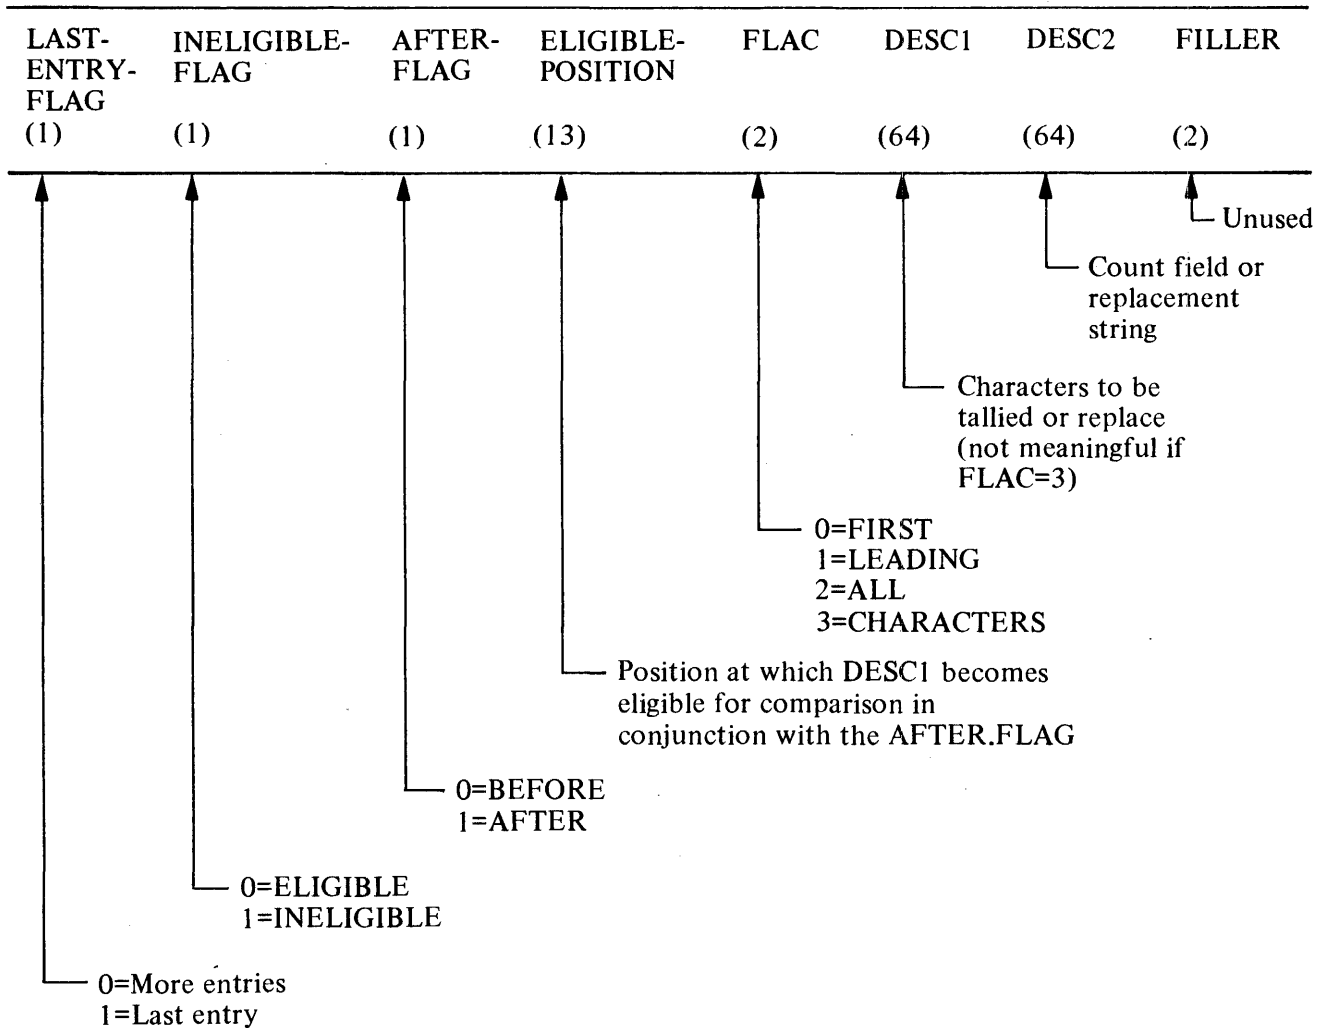 LAST- INELIGIBLE- AFTER- ELIGIBLE- FLAC DESC1 DESC2 FILLER
ENTRY- FLAG FLAG POSITION
FLAG
(1) (1) (1) (13) (2) (64) (64) (2)
Unused
Count field or
replacement
string
Characters to be
tallied or replace
(not meaningful if
FLAC=3)
0=FIRST
1=LEADING
2=ALL
3=CHARACTERS
Position at which DESC1 becomes
eligible for comparison in
conjunction with the AFTER.FLAG
0=BEFORE
1=AFTER
0=ELIGIBLE
1=INELIGIBLE
0=More entries
1=Last entry